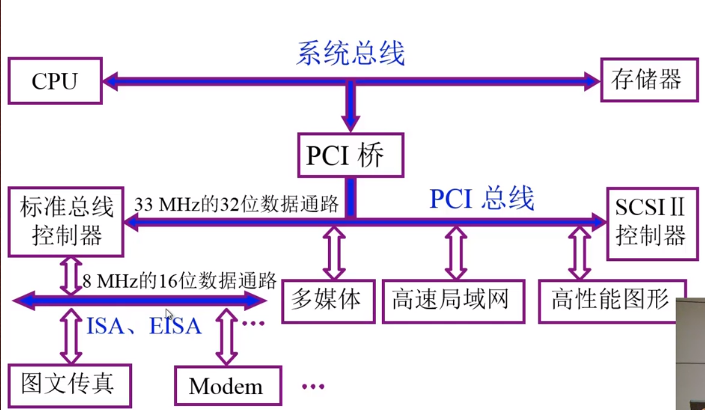 系统总线
CPU
存储器
PCI 桥
标准总线
控制器
33 MHz的32位数据通路
PCI 总线
SCSIⅡ
控制器
8 MHz的16位数据通路
多媒体
高速局域网
高性能图形
ISA、EISA
…
图文传真
Modem
…